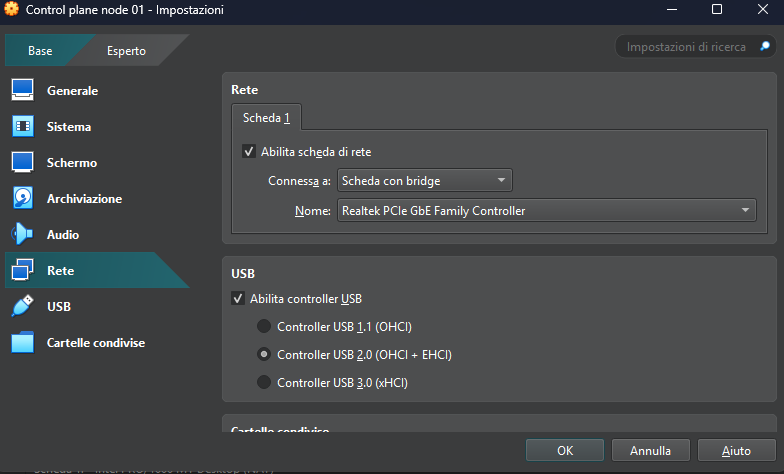 Control plane node 01 - Impostazioni
Base
Esperto
Impostazioni di ricerca
Generale
Sistema
Schermo
Archiviazione
Audio
Rete
USB
Cartelle condivise
Rete
Scheda 1
Abilita scheda di rete
Connessa a: Scheda con bridge
Nome: Realtek PCIe GbE Family Controller
USB
Abilita controller USB
Controller USB 1.1 (OHCI)
Controller USB 2.0 (OHCI + EHCI)
Controller USB 3.0 (xHCI)
Cartelle condivise
OK
Annulla
Aiuto